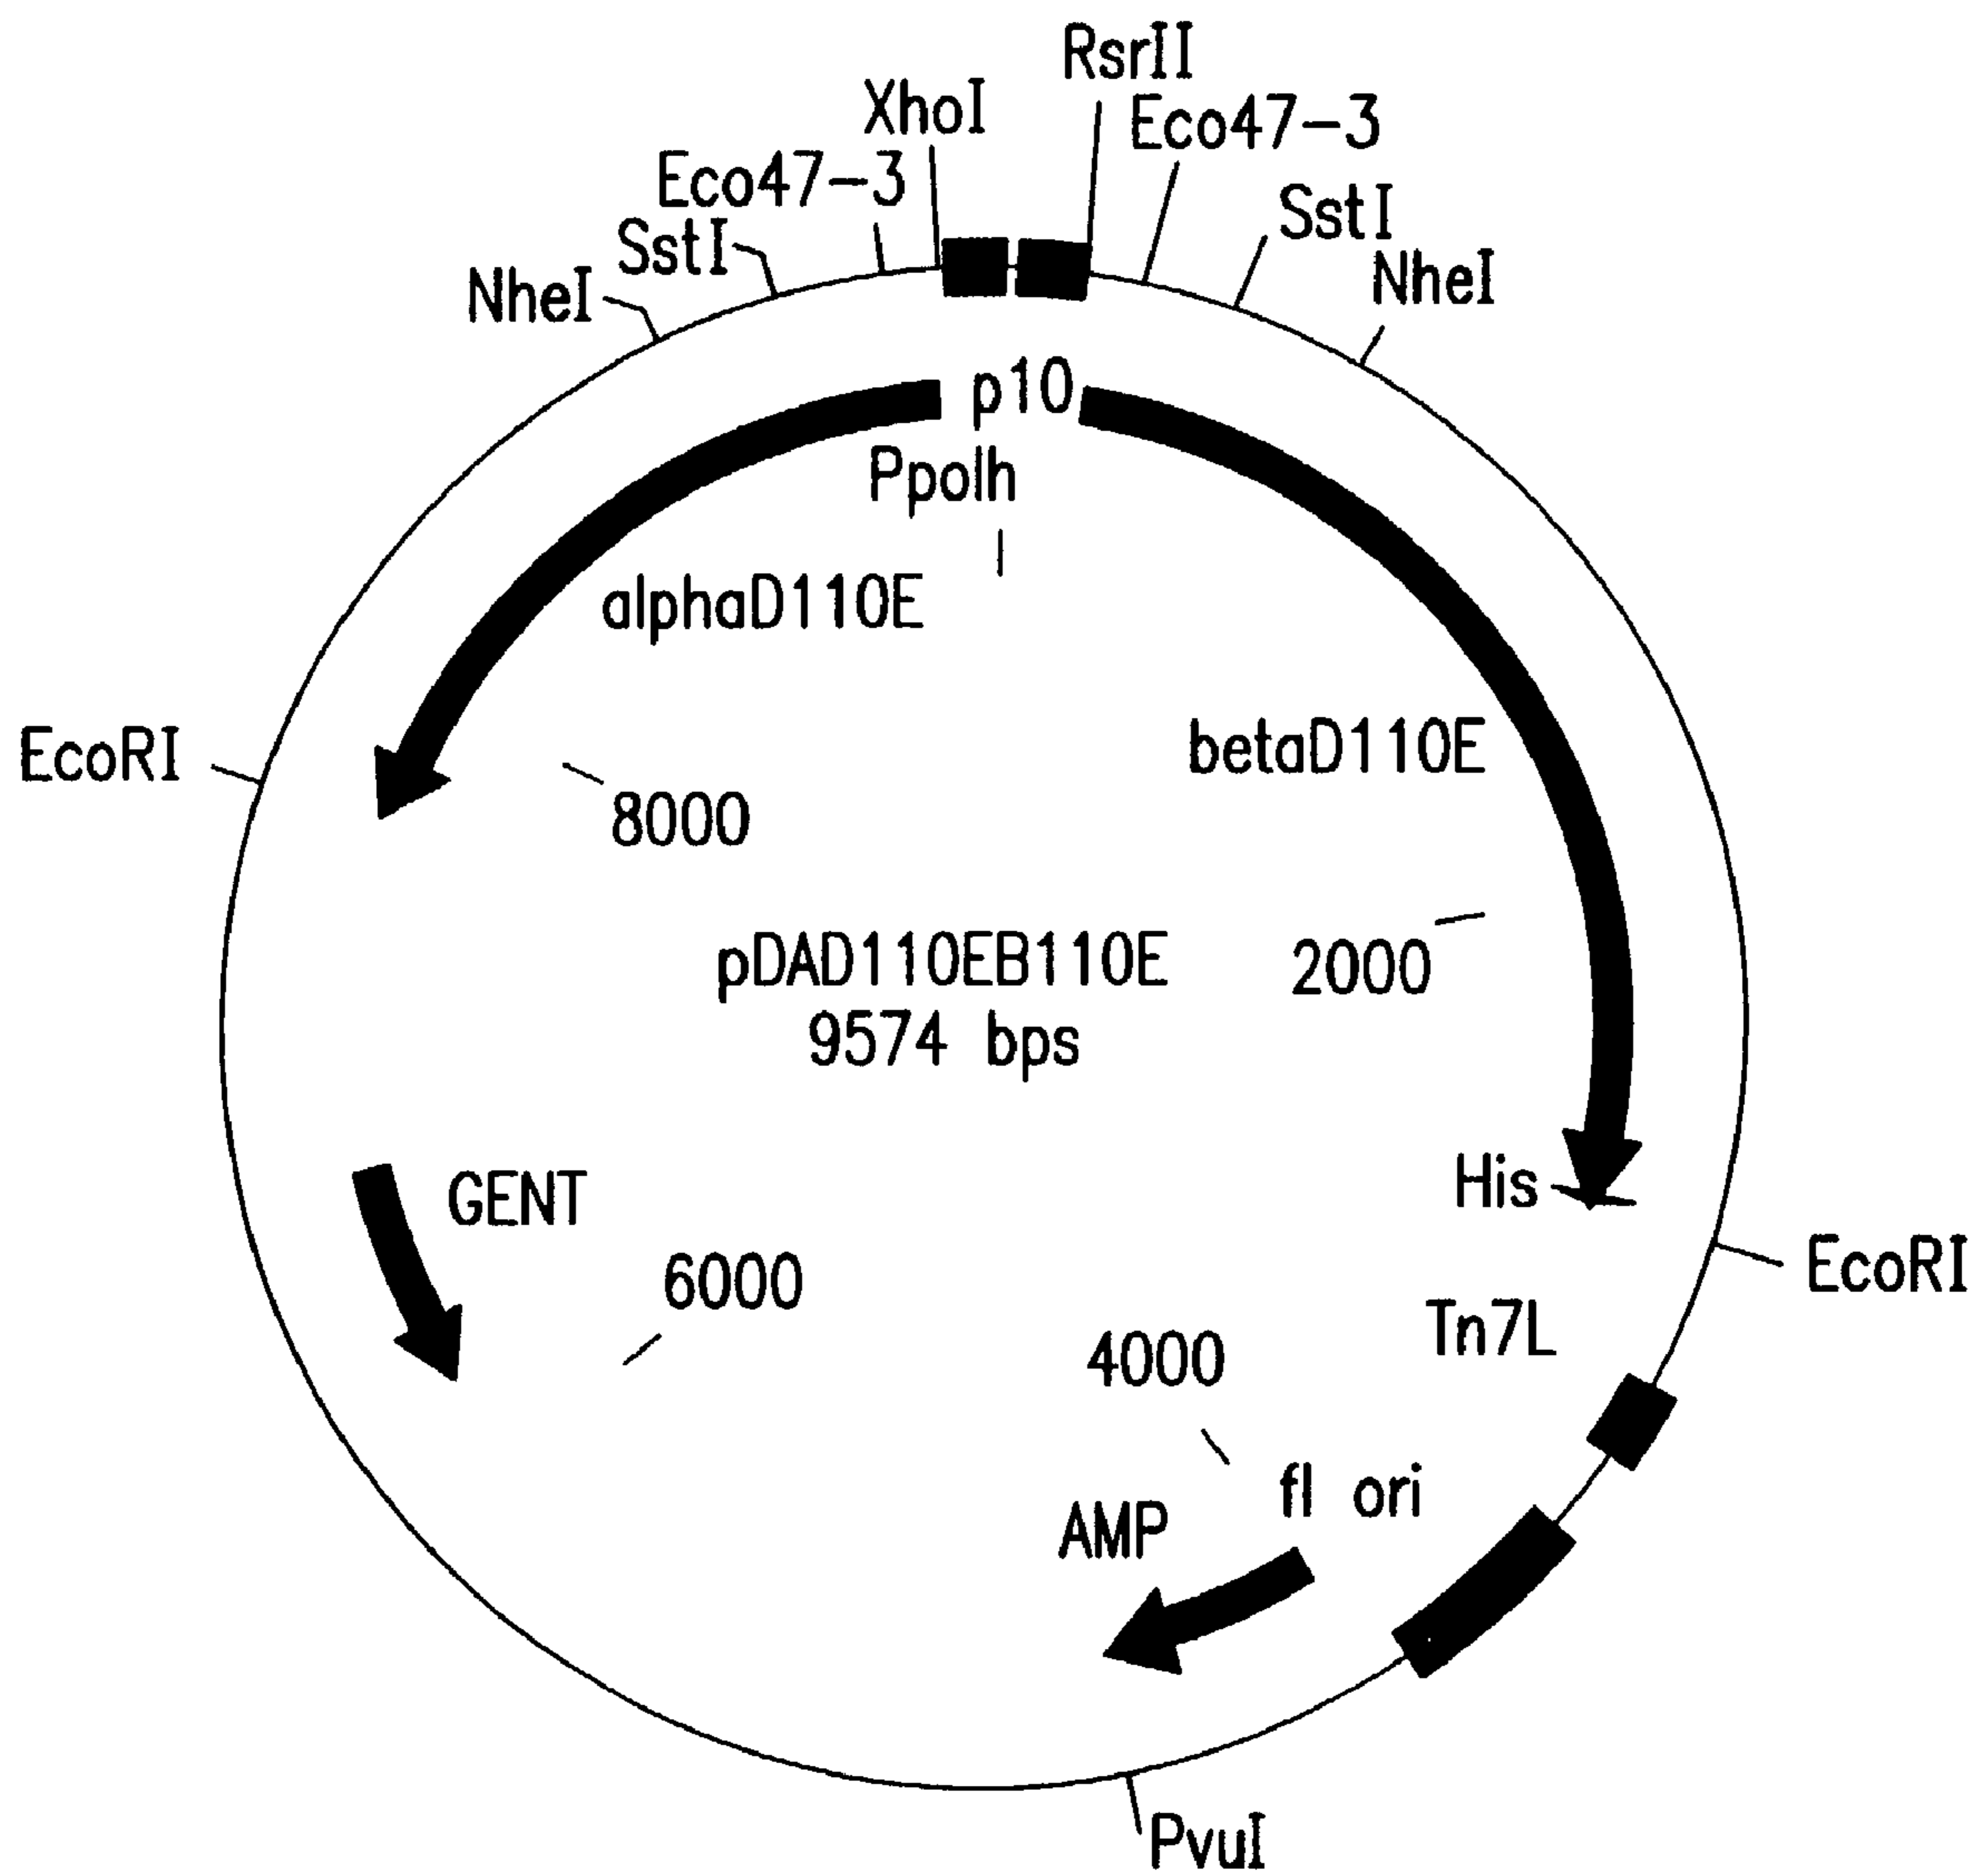 RsrII
XhoI
Eco47-3
Eco47-3
SstI
SstI
NheI
NheI
p10
Ppolh
alphaD110E
betaD110E
EcoRI
8000
pDAD110EB110E
9574 bps
2000
His
GENT
EcoRI
6000
Tn7L
4000
fl ori
AMP
PvuI